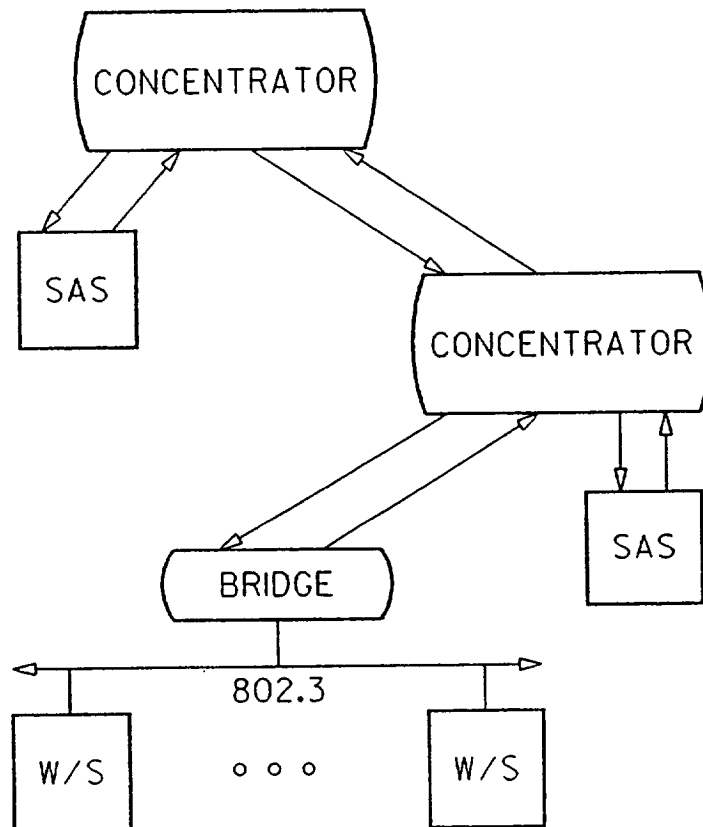 CONCENTRATOR
SAS
CONCENTRATOR
SAS
BRIDGE
802.3
W/S
W/S